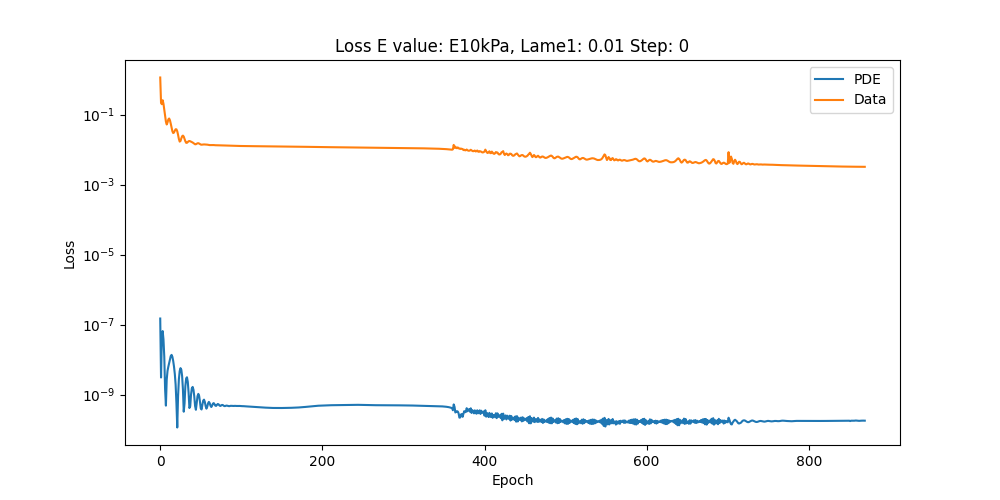 Loss E value: E10kPa, Lame1: 0.01 Step: 0
PDE
Data
10⁻¹
10⁻³
10⁻⁵
10⁻⁷
10⁻⁹
Loss
0 200 400 600 800
Epoch